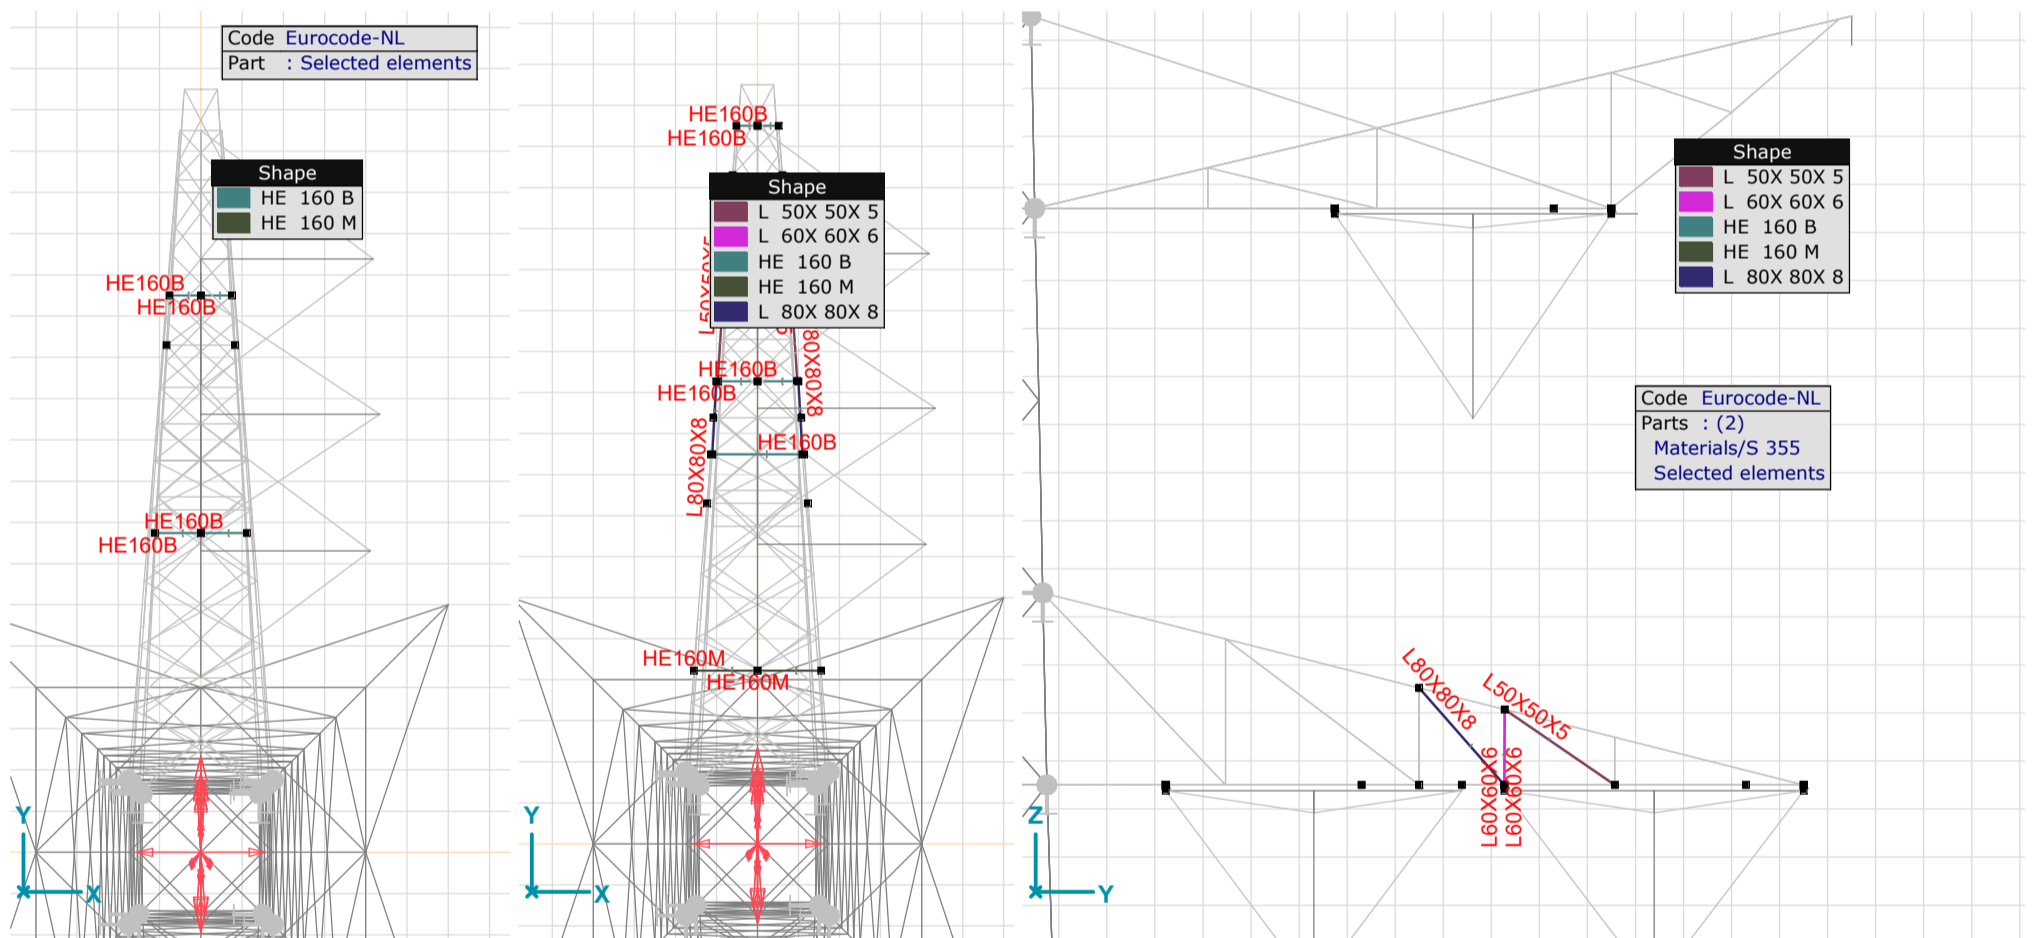 Code Eurocode-NL
Part : Selected elements
Shape
HE 160 B
HE 160 M
HE160B
HE160B
HE160B
HE160B
Y
X
HE160B
HE160B
Shape
L 50X 50X 5
L 60X 60X 6
HE 160 B
HE 160 M
L 80X 80X 8
L50X50X5
80X80X8
HE160B
HE160B
HE160B
L80X80X8
HE160M
HE160M
Y
X
Shape
L 50X 50X 5
L 60X 60X 6
HE 160 B
HE 160 M
L 80X 80X 8
Code Eurocode-NL
Parts : (2)
Materials/S 355
Selected elements
L80X80X8
L50X50X5
L60X60X6
L60X60X6
Z
Y